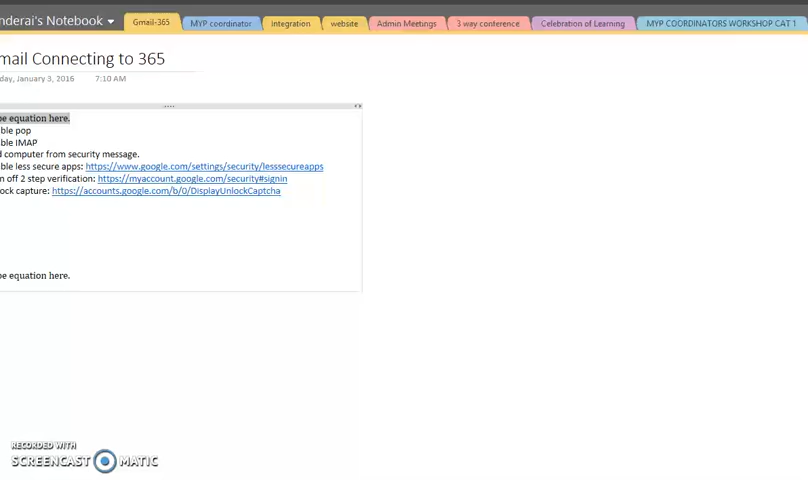 nderai's Notebook
Gmail-365
MYP coordinator
integration
website
Admin Meetings
3 way conference
Celebration of Learning
MYP COORDINATORS WORKSHOP CAT 1
mail Connecting to 365
day, January 3, 2016 7:10 AM
pe equation here.
ble pop
ble IMAP
d computer from security message.
ble less secure apps: https://www.google.com/settings/security/lesssecureapps
n off 2 step verification: https://myaccount.google.com/security#signin
ock capture: https://accounts.google.com/b/0/DisplayUnlockCaptcha
pe equation here.
RECORDED WITH
SCREENCAST MATIC